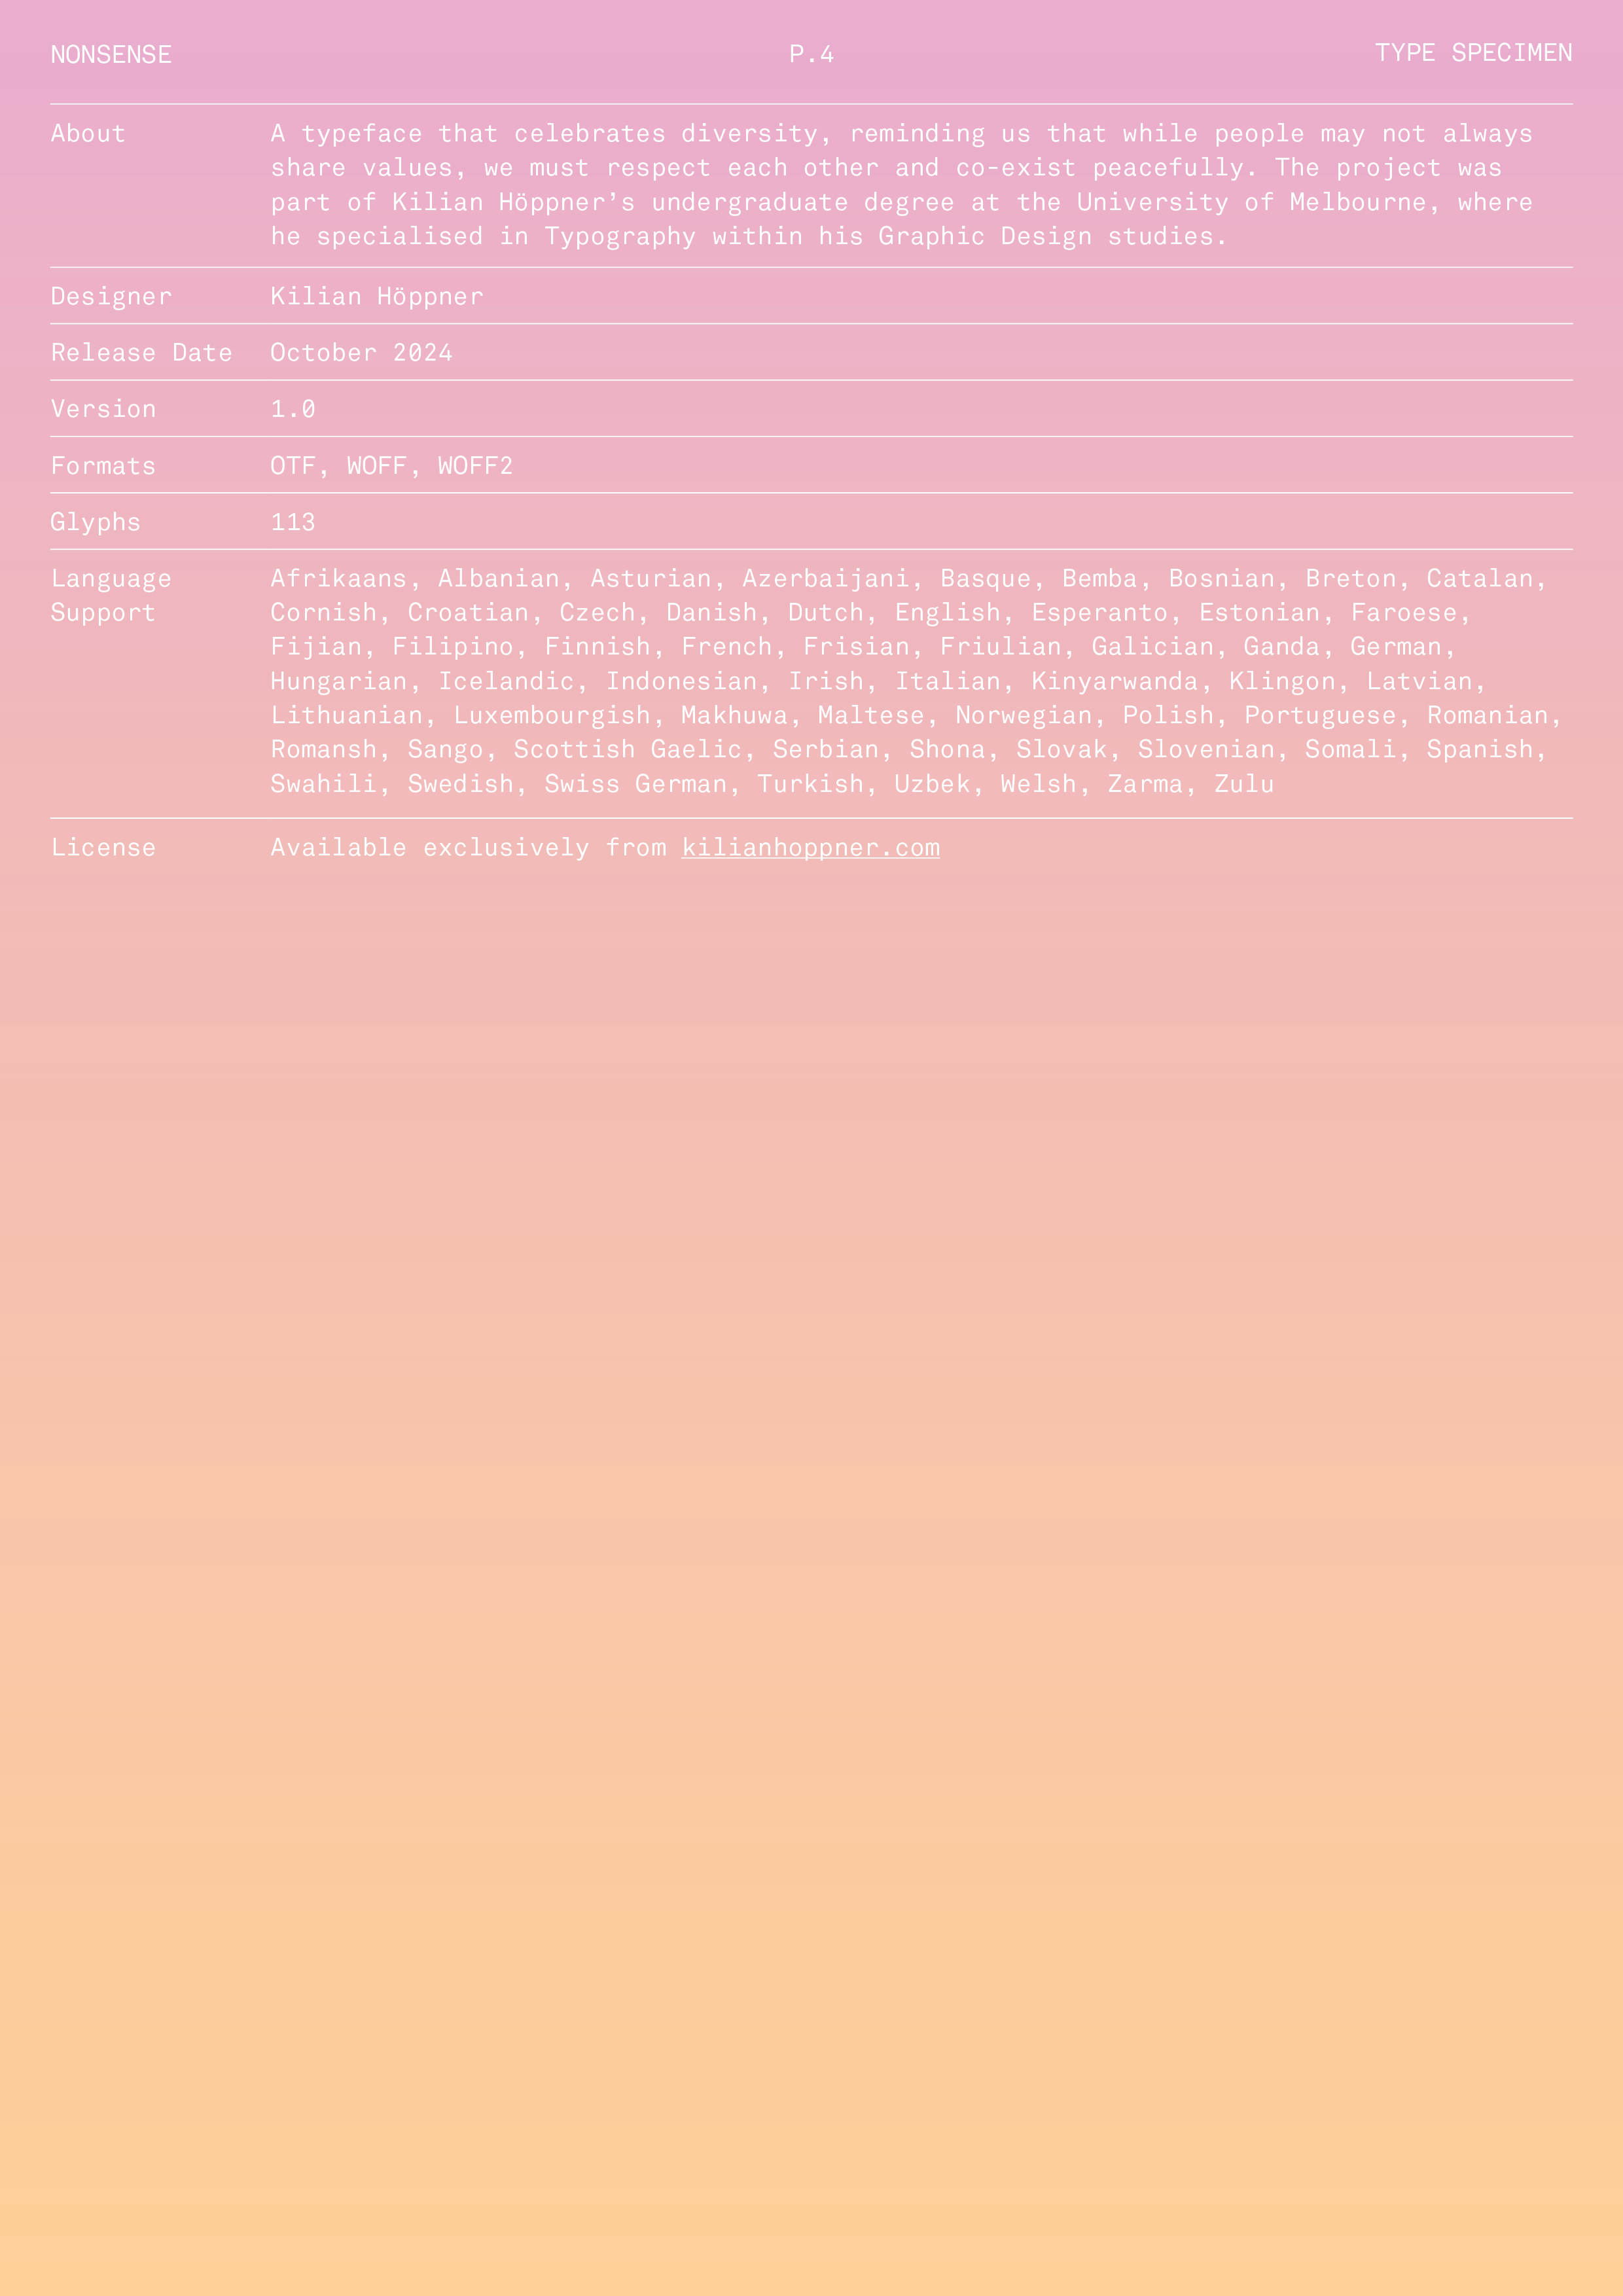 NONSENSE P.4 TYPE SPECIMEN
About A typeface that celebrates diversity, reminding us that while people may not always
share values, we must respect each other and co-exist peacefully. The project was
part of Kilian Höppner’s undergraduate degree at the University of Melbourne, where
he specialised in Typography within his Graphic Design studies.
Designer Kilian Höppner
Release Date October 2024
Version 1.0
Formats OTF, WOFF, WOFF2
Glyphs 113
Language Afrikaans, Albanian, Asturian, Azerbaijani, Basque, Bemba, Bosnian, Breton, Catalan,
Support Cornish, Croatian, Czech, Danish, Dutch, English, Esperanto, Estonian, Faroese,
Fijian, Filipino, Finnish, French, Frisian, Friulian, Galician, Ganda, German,
Hungarian, Icelandic, Indonesian, Irish, Italian, Kinyarwanda, Klingon, Latvian,
Lithuanian, Luxembourgish, Makhuwa, Maltese, Norwegian, Polish, Portuguese, Romanian,
Romansh, Sango, Scottish Gaelic, Serbian, Shona, Slovak, Slovenian, Somali, Spanish,
Swahili, Swedish, Swiss German, Turkish, Uzbek, Welsh, Zarma, Zulu
License Available exclusively from kilianhoppner.com